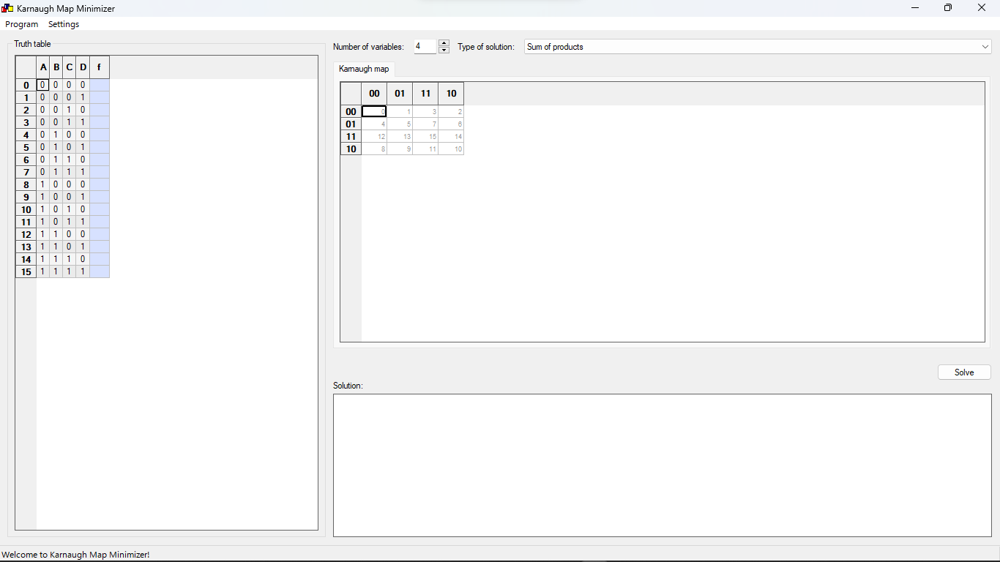 Karnaugh Map Minimizer
Program Settings
Truth table
A B C D f
0 0 0 0 0
1 0 0 0 1
2 0 0 1 0
3 0 0 1 1
4 0 1 0 0
5 0 1 0 1
6 0 1 1 0
7 0 1 1 1
8 1 0 0 0
9 1 0 0 1
10 1 0 1 0
11 1 0 1 1
12 1 1 0 0
13 1 1 0 1
14 1 1 1 0
15 1 1 1 1
Number of variables: 4 Type of solution: Sum of products
Karnaugh map
00 01 11 10
00 0 1 3 2
01 4 5 7 6
11 12 13 15 14
10 8 9 11 10
Solve
Solution:
Welcome to Karnaugh Map Minimizer!